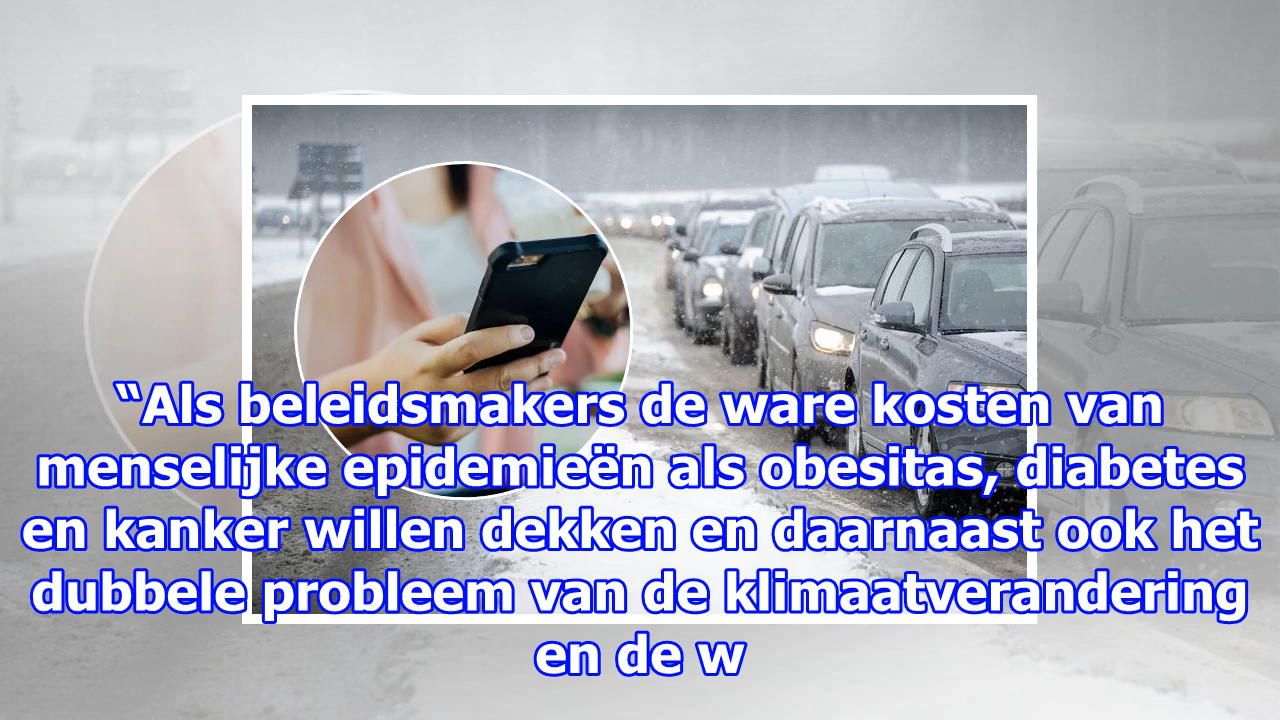 “Als beleidsmakers de ware kosten van
menselijke epidemieën als obesitas, diabetes
en kanker willen dekken en daarnaast ook het
dubbele probleem van de klimaatverandering
en de w